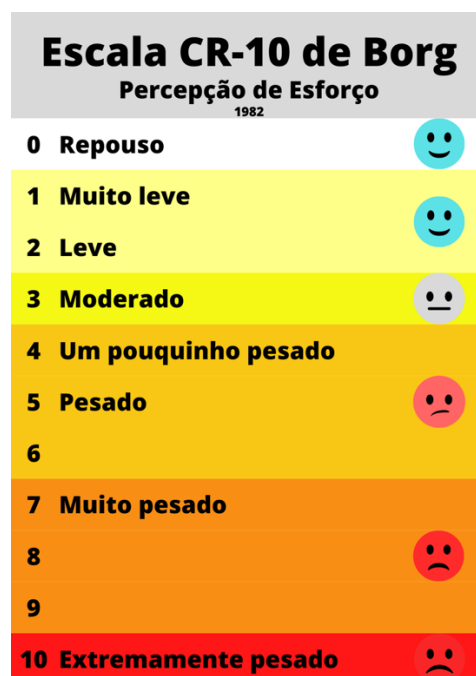 Escala CR-10 de Borg
Percepção de Esforço
1982
0 Repouso
1 Muito leve
2 Leve
3 Moderado
4 Um pouquinho pesado
5 Pesado
6
7 Muito pesado
8
9
10 Extremamente pesado